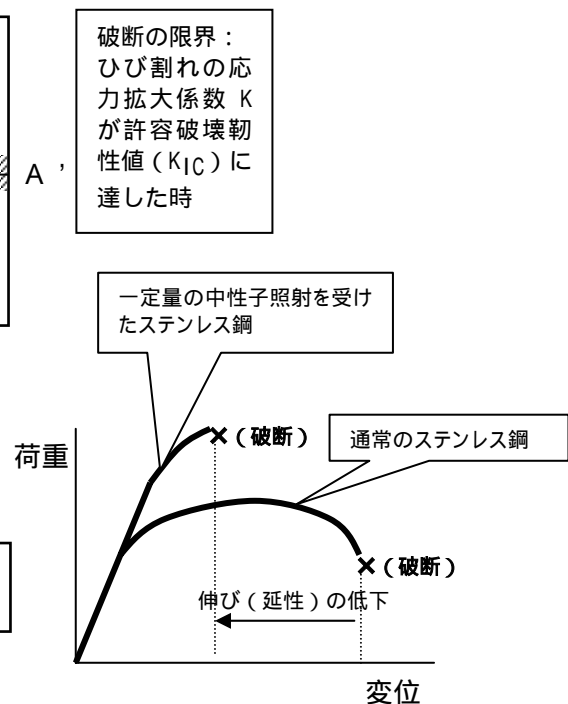 破断の限界：
ひび割れの応
力拡大係数 K
が許容破壊靭
性値（KIC）に
達した時
A ’
一定量の中性子照射を受け
たステンレス鋼
荷重
（破断）
通常のステンレス鋼
（破断）
伸び（延性）の低下
変位